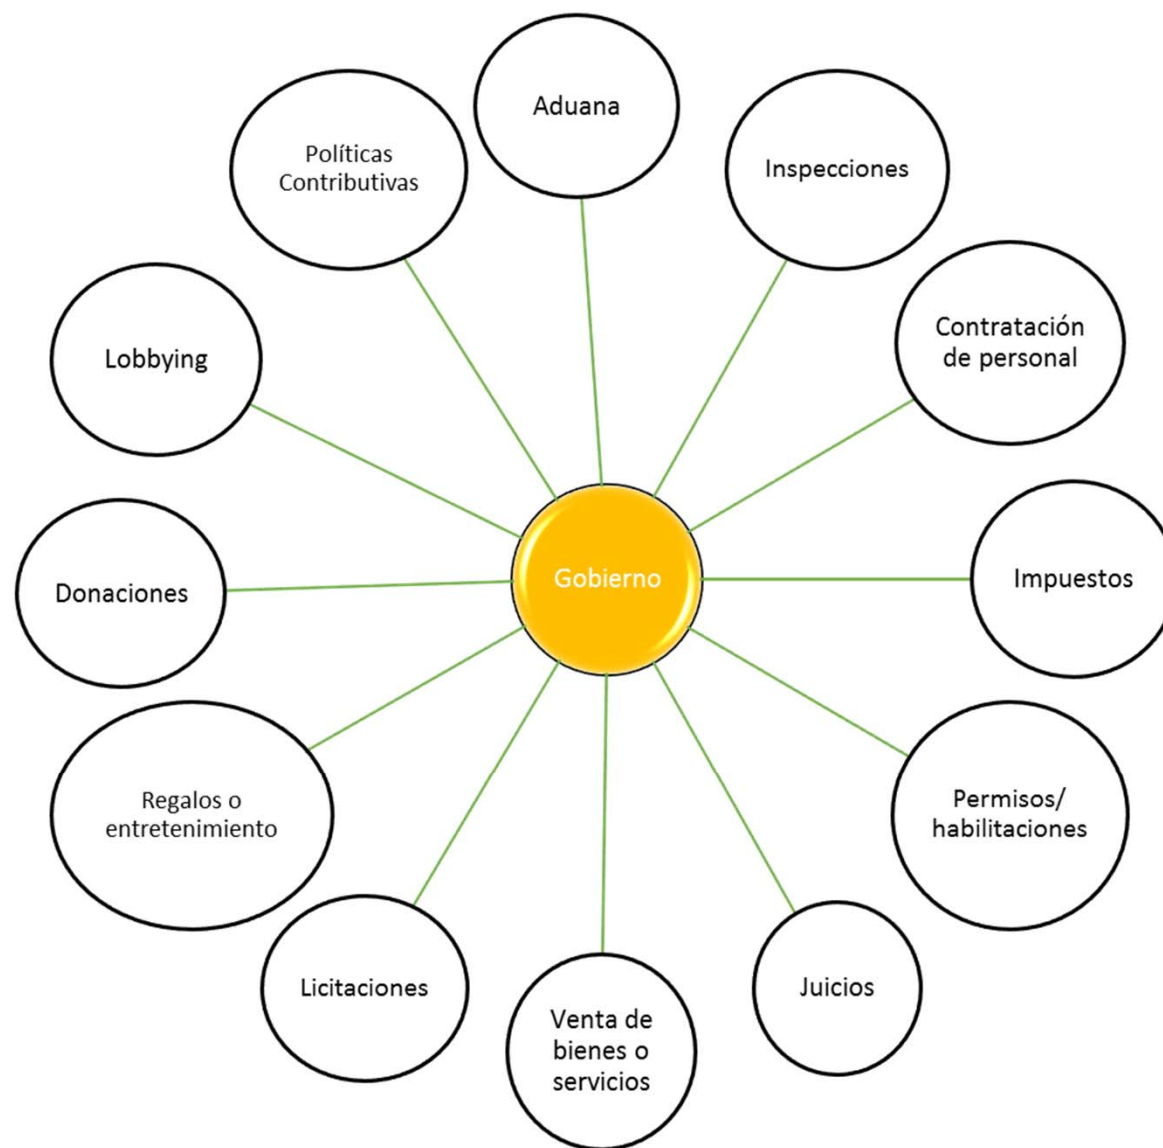 Aduana
Inspecciones
Contratación
de personal
Impuestos
Permisos/
habilitaciones
Juicios
Venta de
bienes o
servicios
Licitaciones
Regalos o
entretenimiento
Donaciones
Lobbying
Políticas
Contributivas
Gobierno